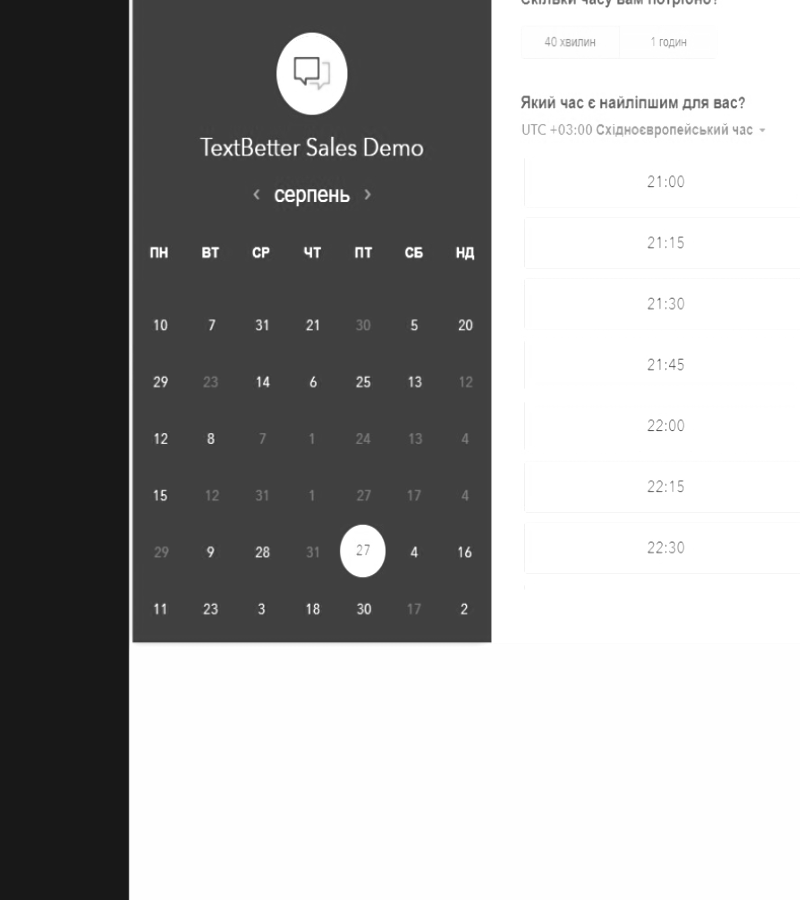 Скільки часу вам потрібно?
40 хвилин 1 годин
Який час є найліпшим для вас?
UTC +03:00 Східноєвропейський час
TextBetter Sales Demo
‹ серпень ›
ПН ВТ СР ЧТ ПТ СБ НД
10 7 31 21 30 5 20
29 23 14 6 25 13 12
12 8 7 1 24 13 4
15 12 31 1 27 17 4
29 9 28 31 27 4 16
11 23 3 18 30 17 2
21:00
21:15
21:30
21:45
22:00
22:15
22:30